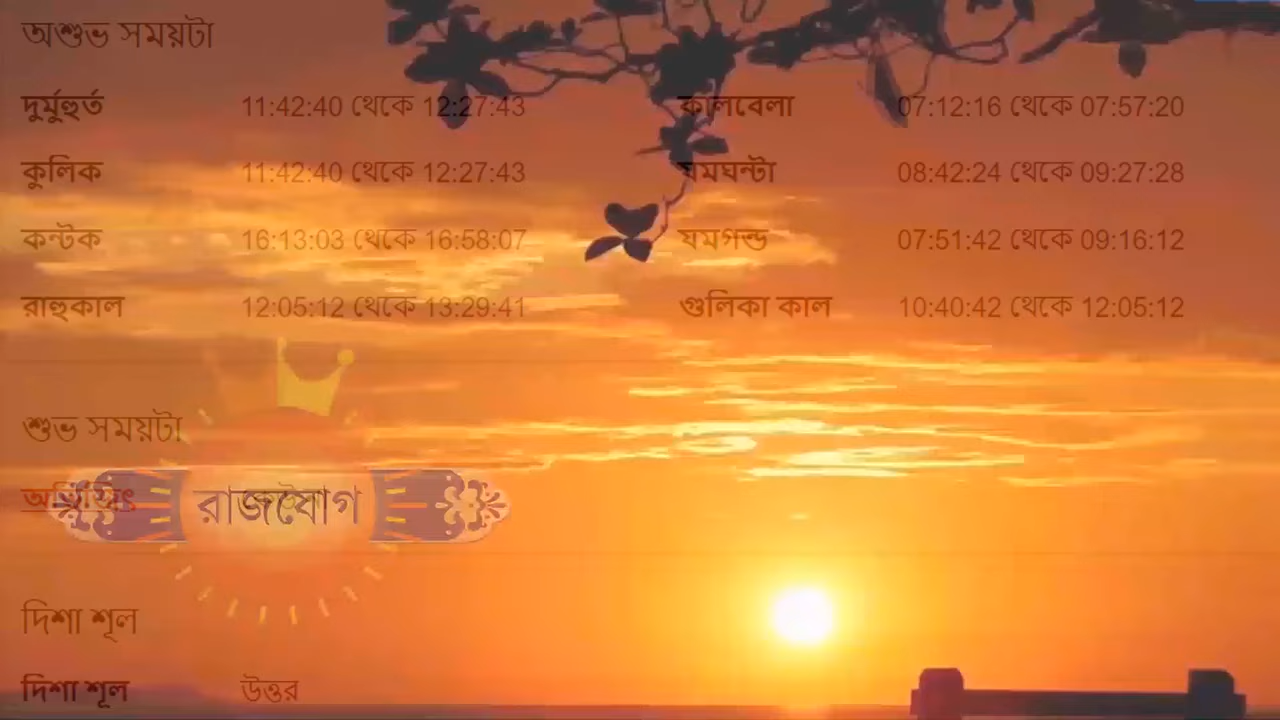 অশুভ সময়টা
দুর্মুহুর্ত 11:42:40 থেকে 12:27:43 কালবেলা 07:12:16 থেকে 07:57:20
কুলিক 11:42:40 থেকে 12:27:43 যমঘন্টা 08:42:24 থেকে 09:27:28
কন্টক 16:13:03 থেকে 16:58:07 যমগন্ড 07:51:42 থেকে 09:16:12
রাহুকাল 12:05:12 থেকে 13:29:41 গুলিকা কাল 10:40:42 থেকে 12:05:12
শুভ সময়টা
অভিজিৎ
রাজযোগ
দিশা শূল
দিশা শূল উত্তর